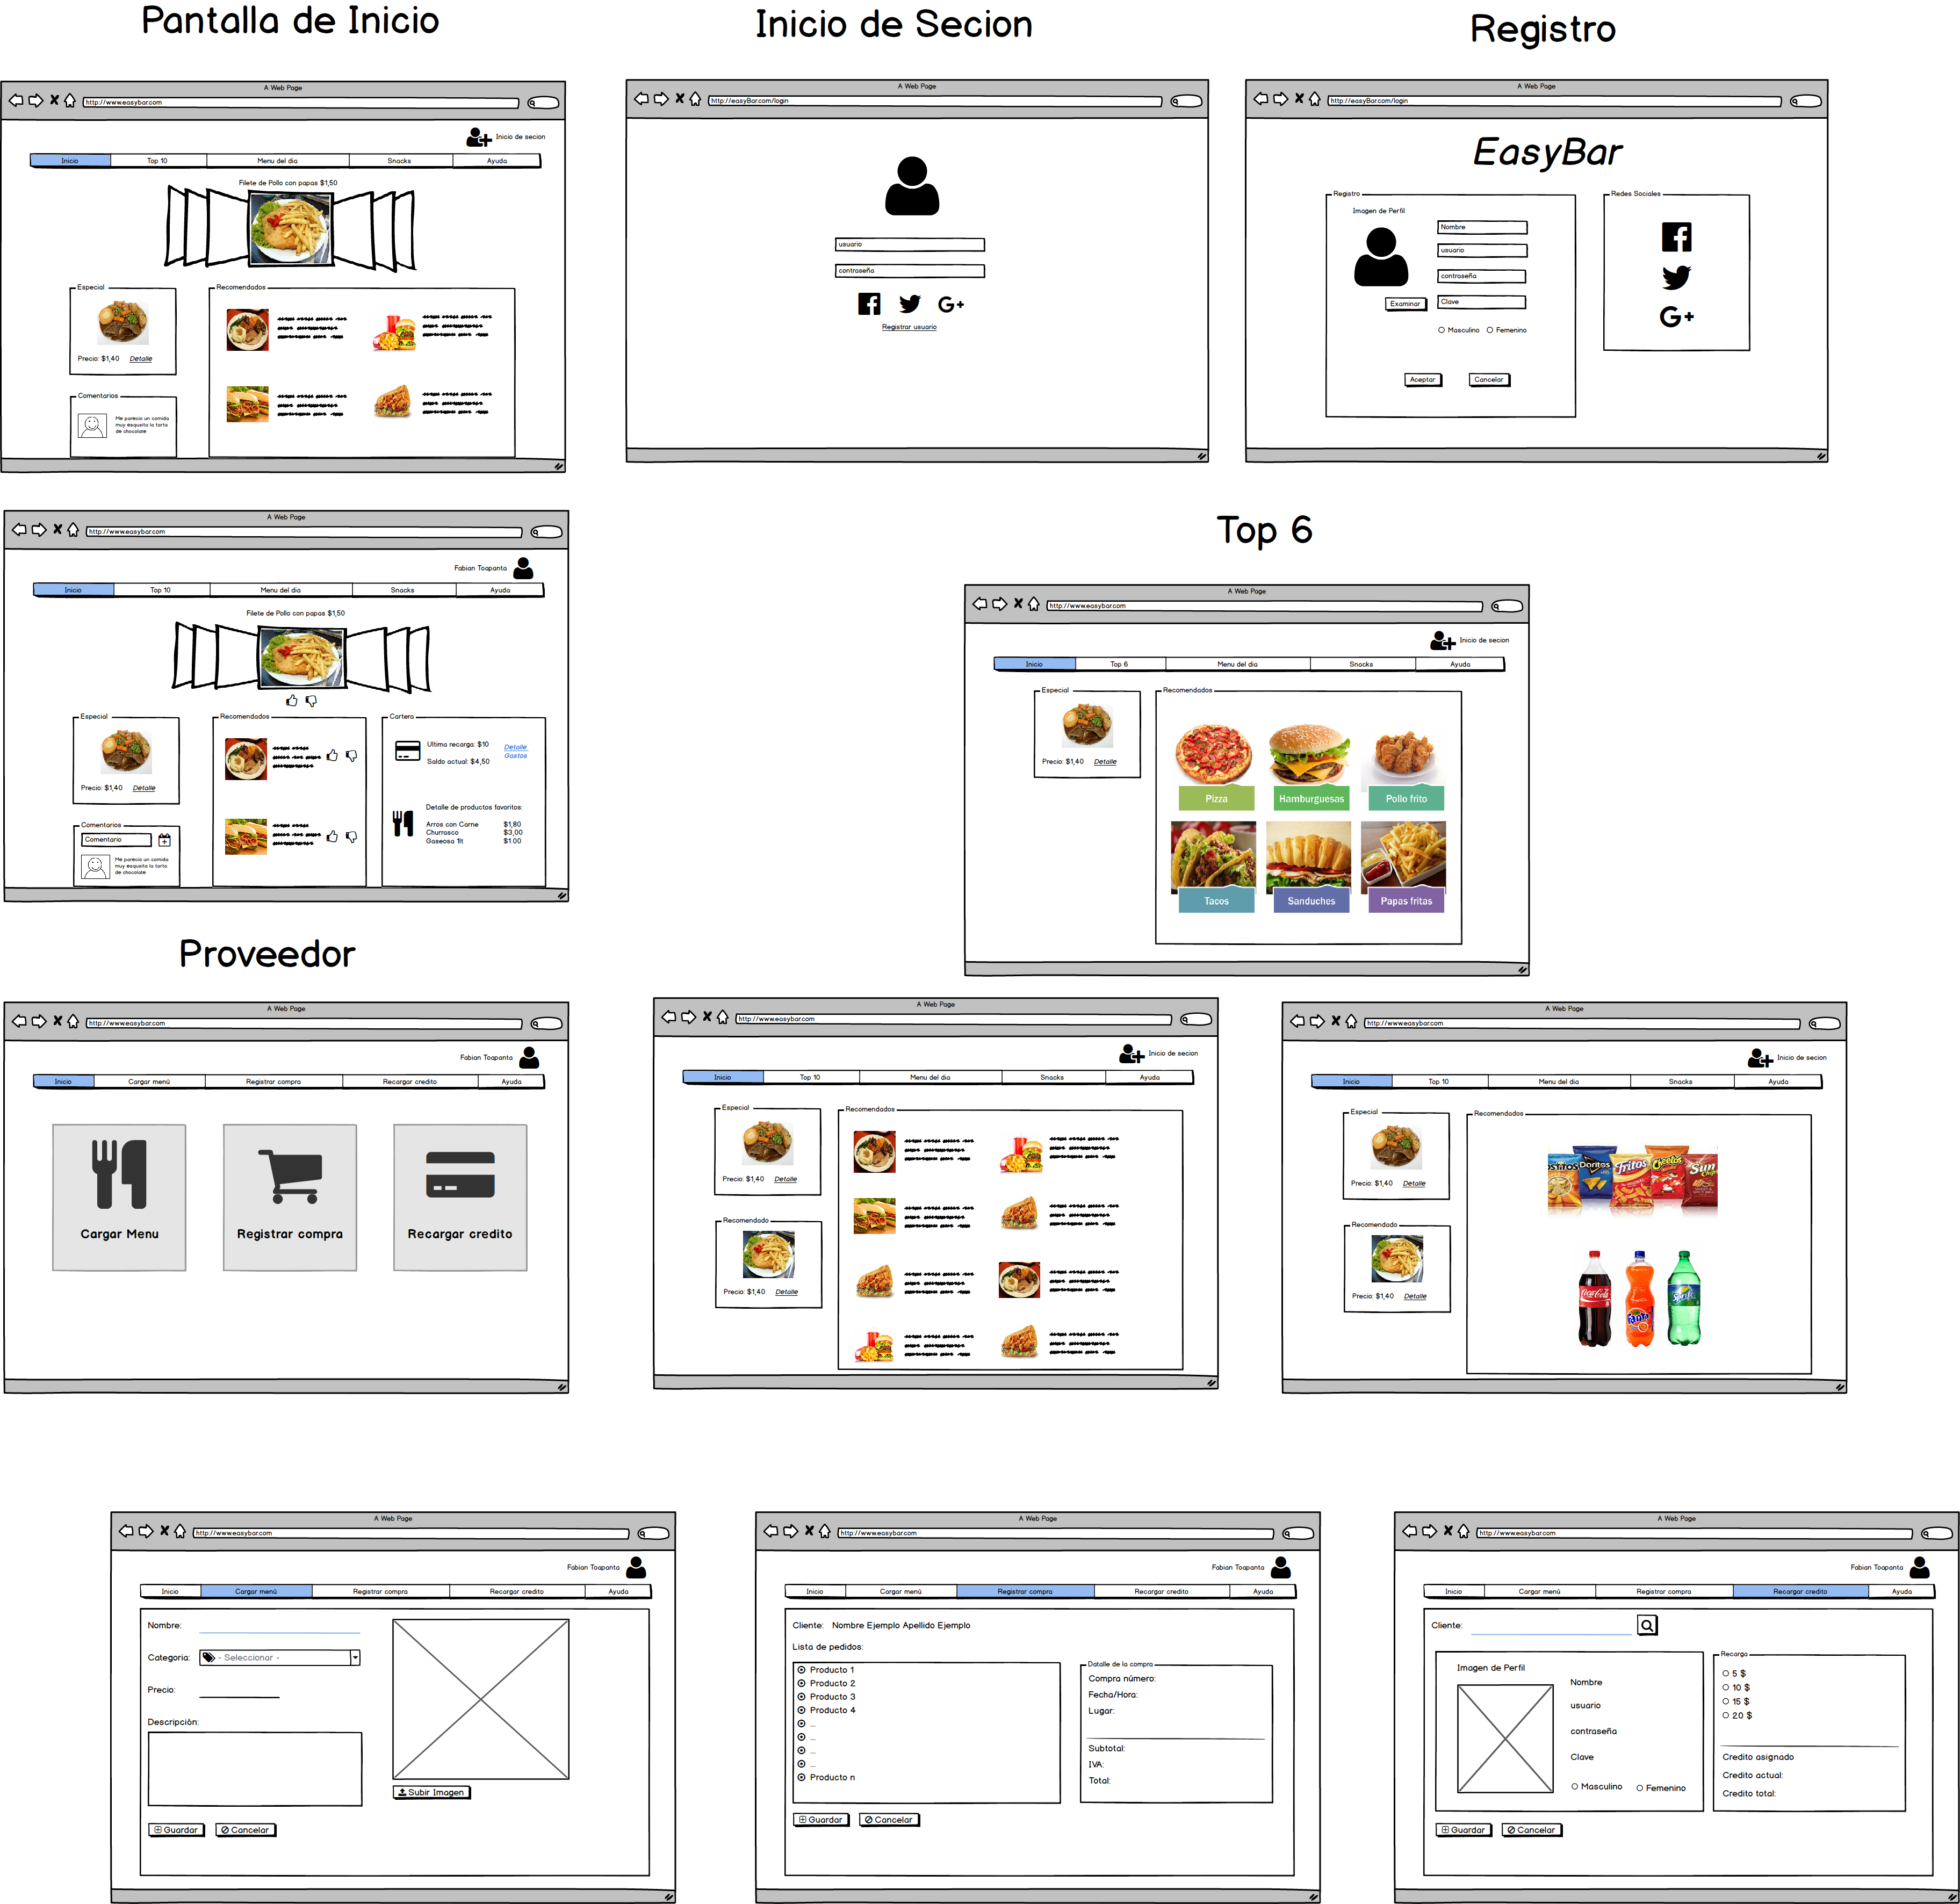 Pantalla de Inicio
A Web Page
http://www.easybar.com
Inicio de secion
Inicio Top 10 Menu del dia Snacks Ayuda
Filete de Pollo con papas $1,50
Especial
Precio: $1,40 Detalle
Comentarios
Me parecio un comida
muy esquisita la torta
de chocolate
Recomendados
Inicio de Secion
A Web Page
http://easyBar.com/login
usuario
contraseña
G+
Registrar usuario
Registro
A Web Page
http://easyBar.com/login
EasyBar
Registro
Imagen de Perfil
Examinar
Nombre
usuario
contraseña
Clave
Masculino Femenino
Aceptar Cancelar
Redes Sociales
G+
A Web Page
http://www.easybar.com
Fabian Toapanta
Inicio Top 10 Menu del dia Snacks Ayuda
Filete de Pollo con papas $1,50
Especial
Precio: $1,40 Detalle
Comentarios
Comentario
Me parecio un comida
muy esquisita la torta
de chocolate
Recomendados
Cartera
Ultima recarga: $10
Saldo actual: $4,50
Detalle
Gastos
Detalle de productos favoritos:
Arros con Carne $1,80
Churrasco $3,00
Gaseosa 1lt $1.00
Top 6
A Web Page
http://www.easybar.com
Inicio de secion
Inicio Top 6 Menu del dia Snacks Ayuda
Especial
Precio: $1,40 Detalle
Recomendados
Pizza Hamburguesas Pollo frito
Tacos Sanduches Papas fritas
Proveedor
A Web Page
http://www.easybar.com
Fabian Toapanta
Inicio Cargar menú Registrar compra Recargar credito Ayuda
Cargar Menu Registrar compra Recargar credito
A Web Page
http://www.easybar.com
Inicio de secion
Inicio Top 10 Menu del dia Snacks Ayuda
Especial
Precio: $1,40 Detalle
Recomendado
Precio: $1,40 Detalle
Recomendados
A Web Page
http://www.easybar.com
Inicio de secion
Inicio Top 10 Menu del dia Snacks Ayuda
Especial
Precio: $1,40 Detalle
Recomendado
Precio: $1,40 Detalle
Recomendados
Doritos Fritos Cheetos Sun
Coca-Cola Fanta Sprite
A Web Page
http://www.easybar.com
Fabian Toapanta
Inicio Cargar menú Registrar compra Recargar credito Ayuda
Nombre:
Categoria: - Seleccionar -
Precio:
Descripción:
Subir Imagen
Guardar Cancelar
A Web Page
http://www.easybar.com
Fabian Toapanta
Inicio Cargar menú Registrar compra Recargar credito Ayuda
Cliente: Nombre Ejemplo Apellido Ejemplo
Lista de pedidos:
Producto 1
Producto 2
Producto 3
Producto 4
...
...
...
...
Producto n
Datalle de la compra
Compra número:
Fecha/Hora:
Lugar:
Subtotal:
IVA:
Total:
Guardar Cancelar
A Web Page
http://www.easybar.com
Fabian Toapanta
Inicio Cargar menú Registrar compra Recargar credito Ayuda
Cliente:
Imagen de Perfil
Nombre
usuario
contraseña
Clave
Masculino Femenino
Recarga
5 $
10 $
15 $
20 $
Credito asignado
Credito actual:
Credito total:
Guardar Cancelar